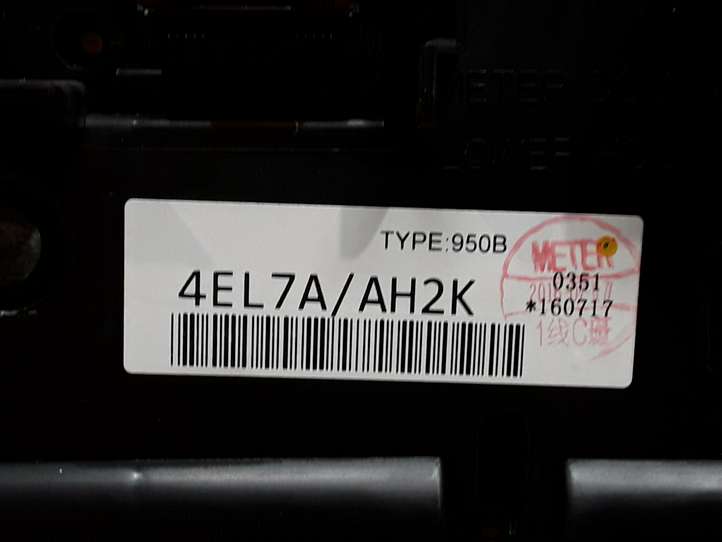 TYPE:950B
METER
4EL7A/AH2K
0351
*160717
1线C班